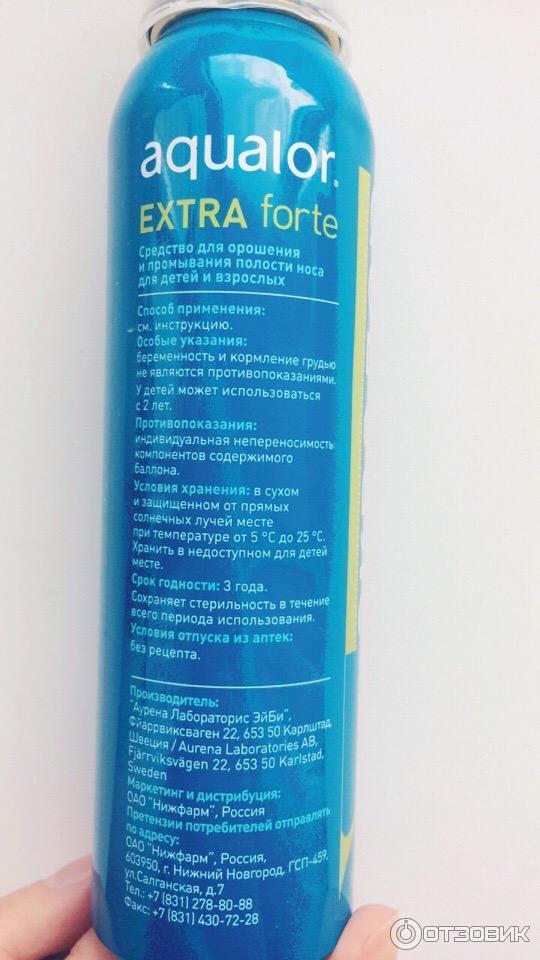 aqualor®
EXTRA forte
Средство для орошения
и промывания полости носа
для детей и взрослых
Способ применения:
см. инструкцию.
Особые указания:
беременность и кормление грудью
не являются противопоказаниями.
У детей может использоваться
с 2 лет.
Противопоказания:
индивидуальная непереносимость
компонентов содержимого
баллона.
Условия хранения: в сухом
и защищенном от прямых
солнечных лучей месте
при температуре от 5 °C до 25 °C.
Хранить в недоступном для детей
месте.
Срок годности: 3 года.
Сохраняет стерильность в течение
всего периода использования.
Условия отпуска из аптек:
без рецепта.
Производитель:
"Аурена Лабораторис ЭйБи",
Фйаррвиксваген 22, 653 50 Карлштад,
Швеция / Aurena Laboratories AB,
Fjärrviksvägen 22, 653 50 Karlstad,
Sweden
Маркетинг и дистрибуция:
ОАО "Нижфарм", Россия
Претензии потребителей отправлять
по адресу:
ОАО "Нижфарм", Россия,
603950, г. Нижний Новгород, ГСП-459,
ул.Салганская, д.7
Тел.: +7 (831) 278-80-88
Факс: +7 (831) 430-72-28
ОТЗОВИК